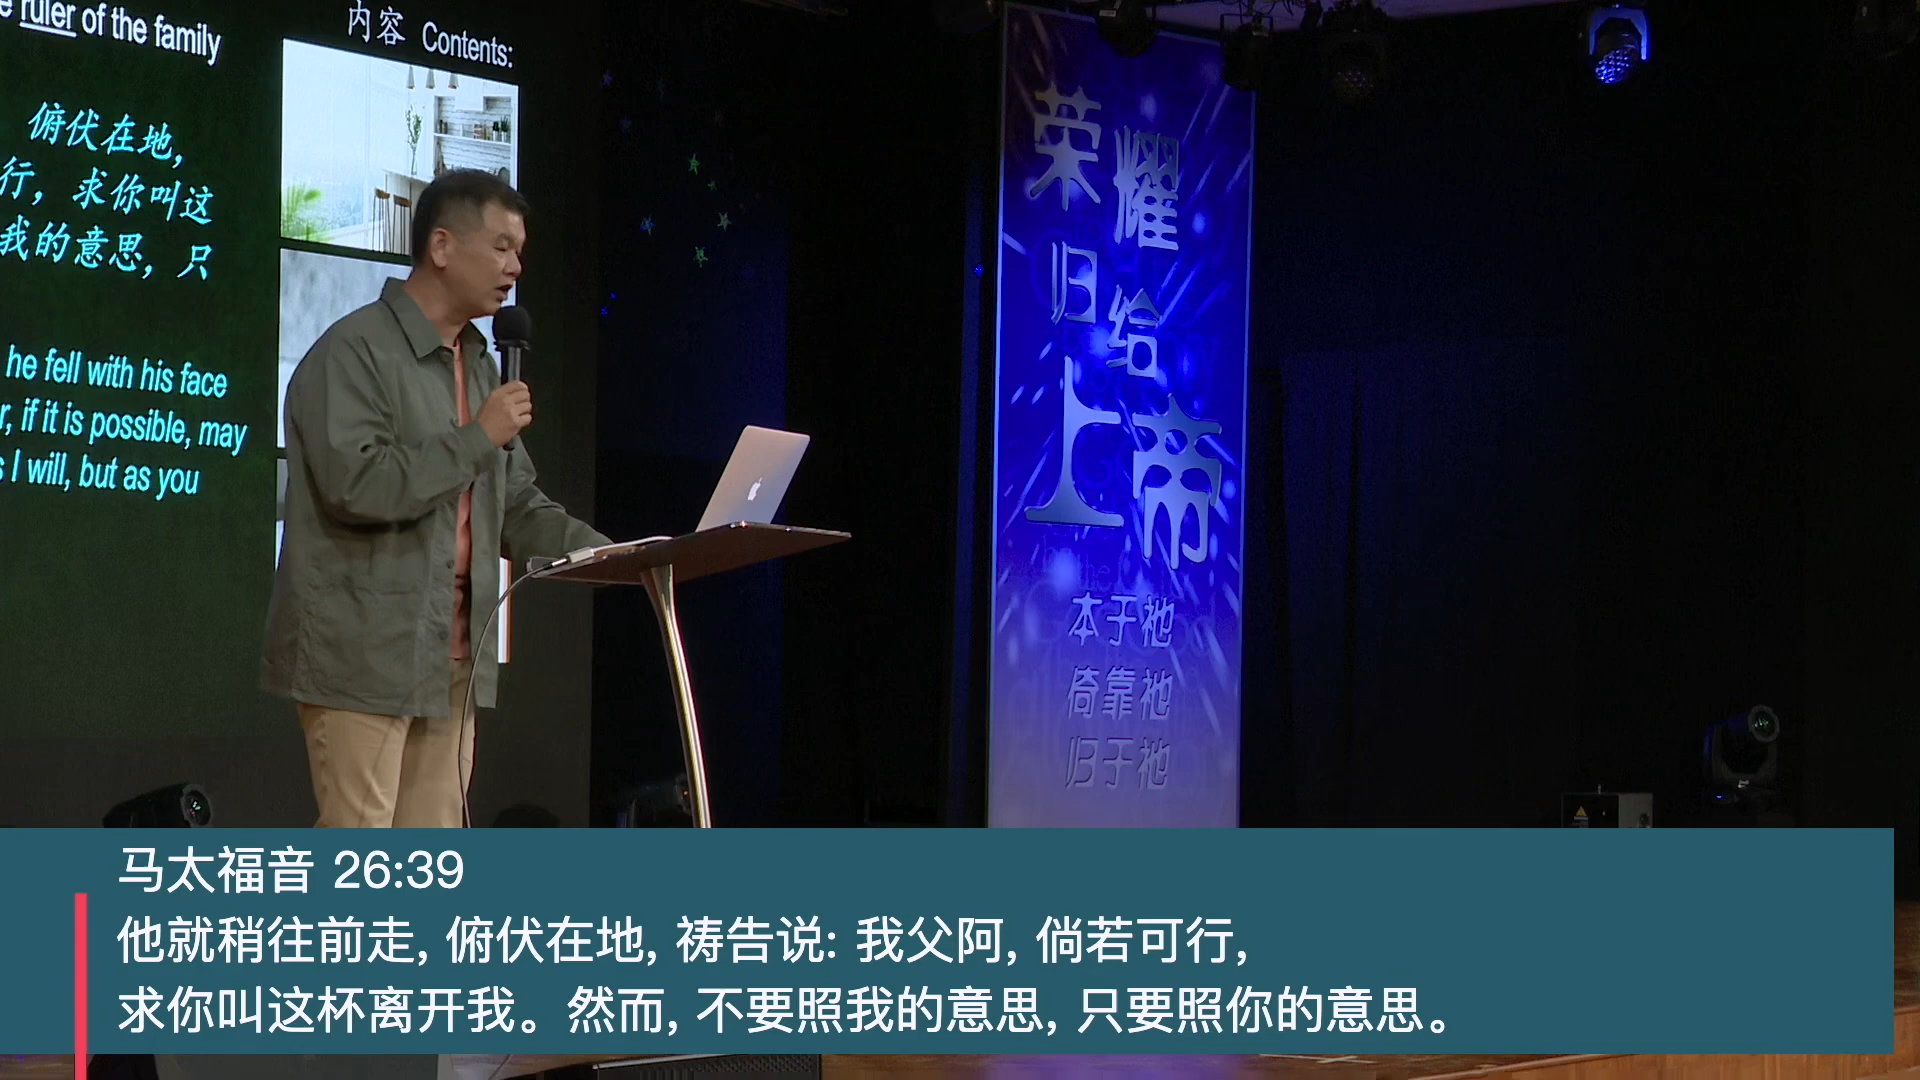 ruler of the family
俯伏在地，
行，求你叫这
我的意思，只
he fell with his face
r, if it is possible, may
s I will, but as you
内容 Contents:
荣耀
归给
上帝
本于祂
倚靠祂
归于祂
马太福音 26:39
他就稍往前走, 俯伏在地, 祷告说: 我父阿, 倘若可行,
求你叫这杯离开我。然而, 不要照我的意思, 只要照你的意思。